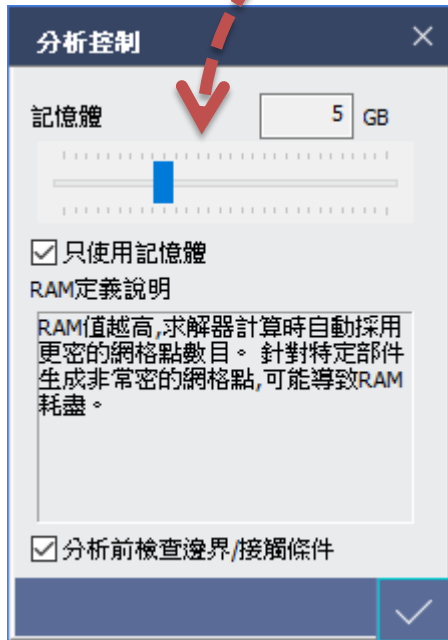 分析控制
記憶體 5 GB
只使用記憶體
RAM定義說明
RAM值越高,求解器計算時自動採用
更密的網格點數目。 針對特定部件
生成非常密的網格點,可能導致RAM
耗盡。
分析前檢查邊界/接觸條件